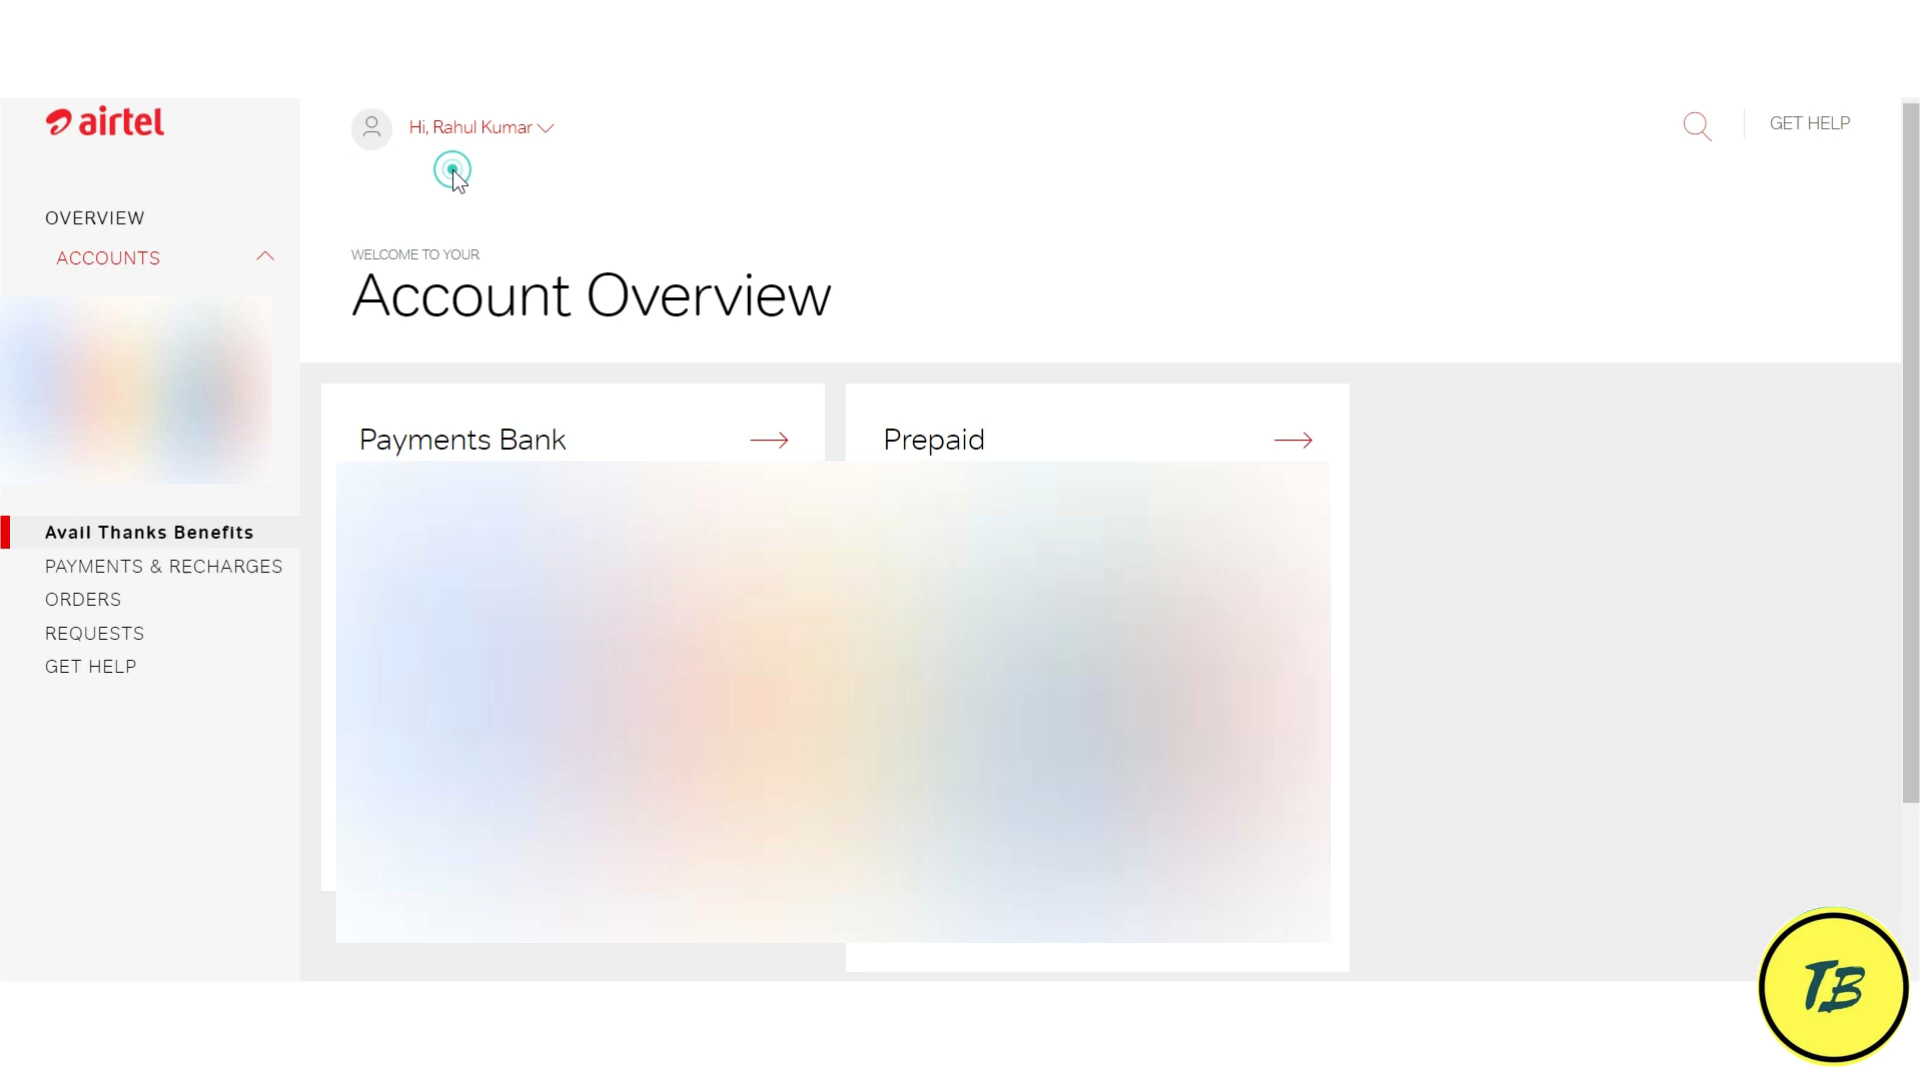 airtel
Hi, Rahul Kumar
GET HELP
OVERVIEW
ACCOUNTS
WELCOME TO YOUR
Account Overview
Payments Bank
Prepaid
Avail Thanks Benefits
PAYMENTS & RECHARGES
ORDERS
REQUESTS
GET HELP
TB